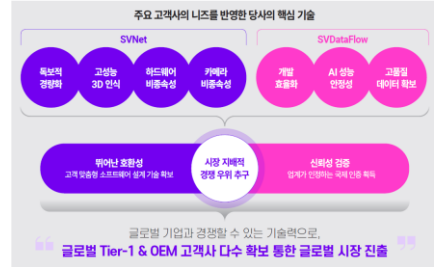 주요 고객사의 니즈를 반영한 당사의 핵심 기술
SVNet
SVDataFlow
독보적
경량화
고성능
3D 인식
하드웨어
비종속성
카메라
비종속성
개발
효율화
AI 성능
안정성
고품질
데이터 확보
뛰어난 호환성
고객 맞춤형 소프트웨어 설계 기술 확보
시장 지배적
경쟁 우위 추구
신뢰성 검증
업계가 인정하는 국제 인증 획득
글로벌 기업과 경쟁할 수 있는 기술력으로,
글로벌 Tier-1 & OEM 고객사 다수 확보 통한 글로벌 시장 진출